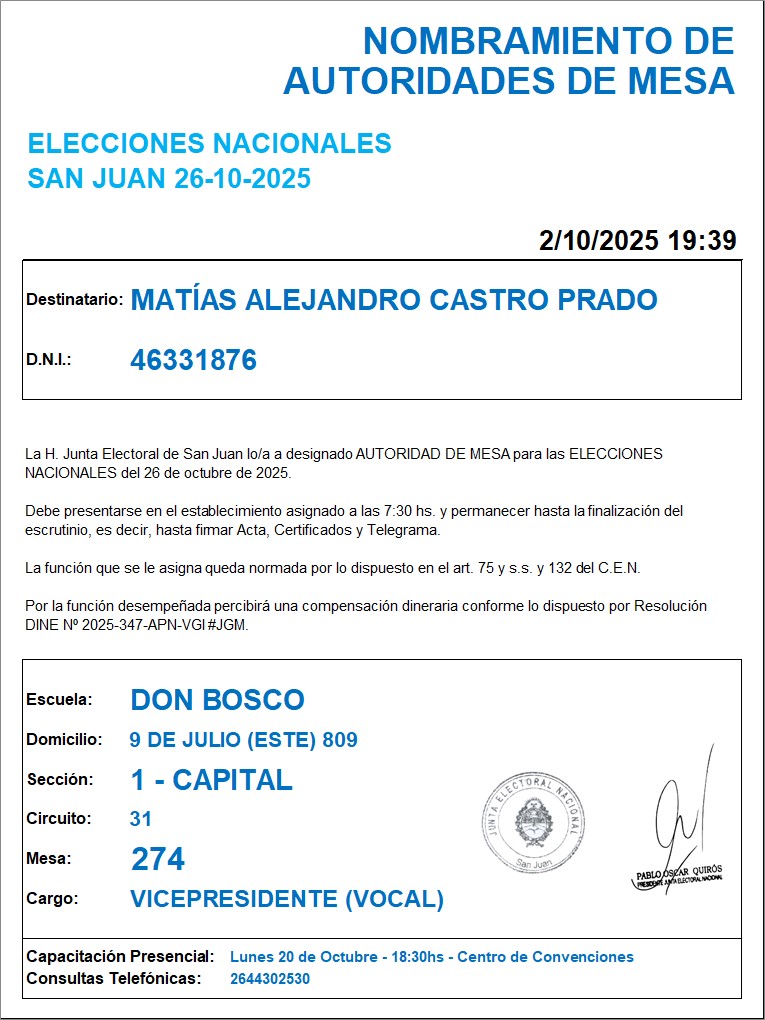 NOMBRAMIENTO DE
AUTORIDADES DE MESA
ELECCIONES NACIONALES
SAN JUAN 26-10-2025
2/10/2025 19:39
Destinatario: MATÍAS ALEJANDRO CASTRO PRADO
D.N.I.: 46331876
La H. Junta Electoral de San Juan lo/a a designado AUTORIDAD DE MESA para las ELECCIONES
NACIONALES del 26 de octubre de 2025.
Debe presentarse en el establecimiento asignado a las 7:30 hs. y permanecer hasta la finalización del
escrutinio, es decir, hasta firmar Acta, Certificados y Telegrama.
La función que se le asigna queda normada por lo dispuesto en el art. 75 y s.s. y 132 del C.E.N.
Por la función desempeñada percibirá una compensación dineraria conforme lo dispuesto por Resolución
DINE Nº 2025-347-APN-VGI#JGM.
Escuela: DON BOSCO
Domicilio: 9 DE JULIO (ESTE) 809
Sección: 1 - CAPITAL
Circuito: 31
Mesa: 274
Cargo: VICEPRESIDENTE (VOCAL)
JUNTA ELECTORAL NACIONAL
San Juan
PABLO OSCAR QUIRÓS
PRESIDENTE JUNTA ELECTORAL NACIONAL
Capacitación Presencial: Lunes 20 de Octubre - 18:30hs - Centro de Convenciones
Consultas Telefónicas: 2644302530